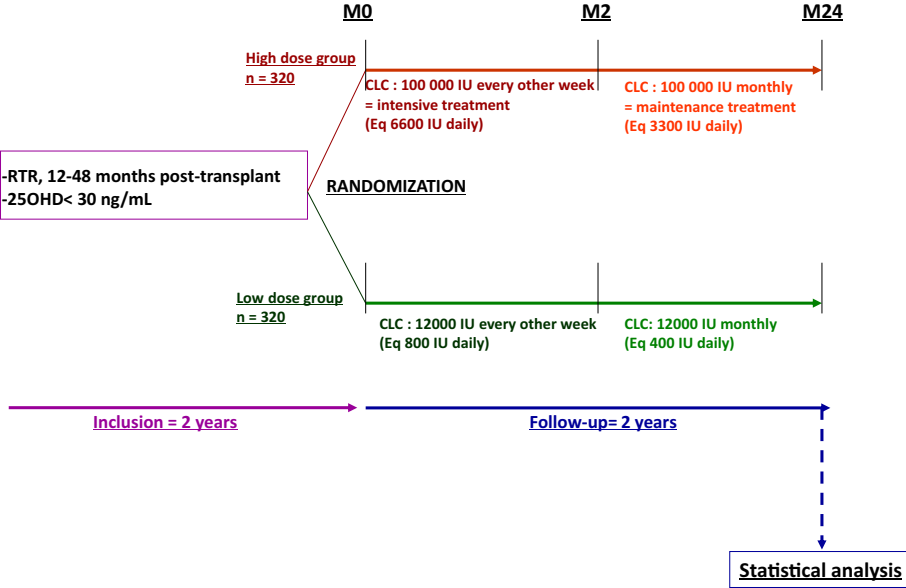 M0
M2
M24
High dose group
n = 320
CLC : 100 000 IU every other week
= intensive treatment
(Eq 6600 IU daily)
CLC : 100 000 IU monthly
= maintenance treatment
(Eq 3300 IU daily)
-RTR, 12-48 months post-transplant
-25OHD< 30 ng/mL
RANDOMIZATION
Low dose group
n = 320
CLC : 12000 IU every other week
(Eq 800 IU daily)
CLC: 12000 IU monthly
(Eq 400 IU daily)
Inclusion = 2 years
Follow-up= 2 years
Statistical analysis